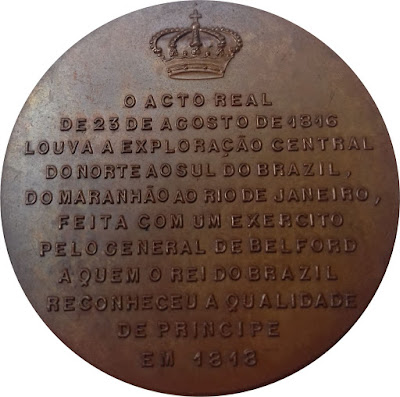 O ACTO REAL
DE 23 DE AGOSTO DE 1816
LOUVA A EXPLORAÇÃO CENTRAL
DO NORTE AO SUL DO BRAZIL,
DO MARANHÃO AO RIO DE JANEIRO,
FEITA COM UM EXERCITO
PELO GENERAL DE BELFORD
A QUEM O REI DO BRAZIL
RECONHECEU A QUALIDADE
DE PRINCIPE
EM 1818